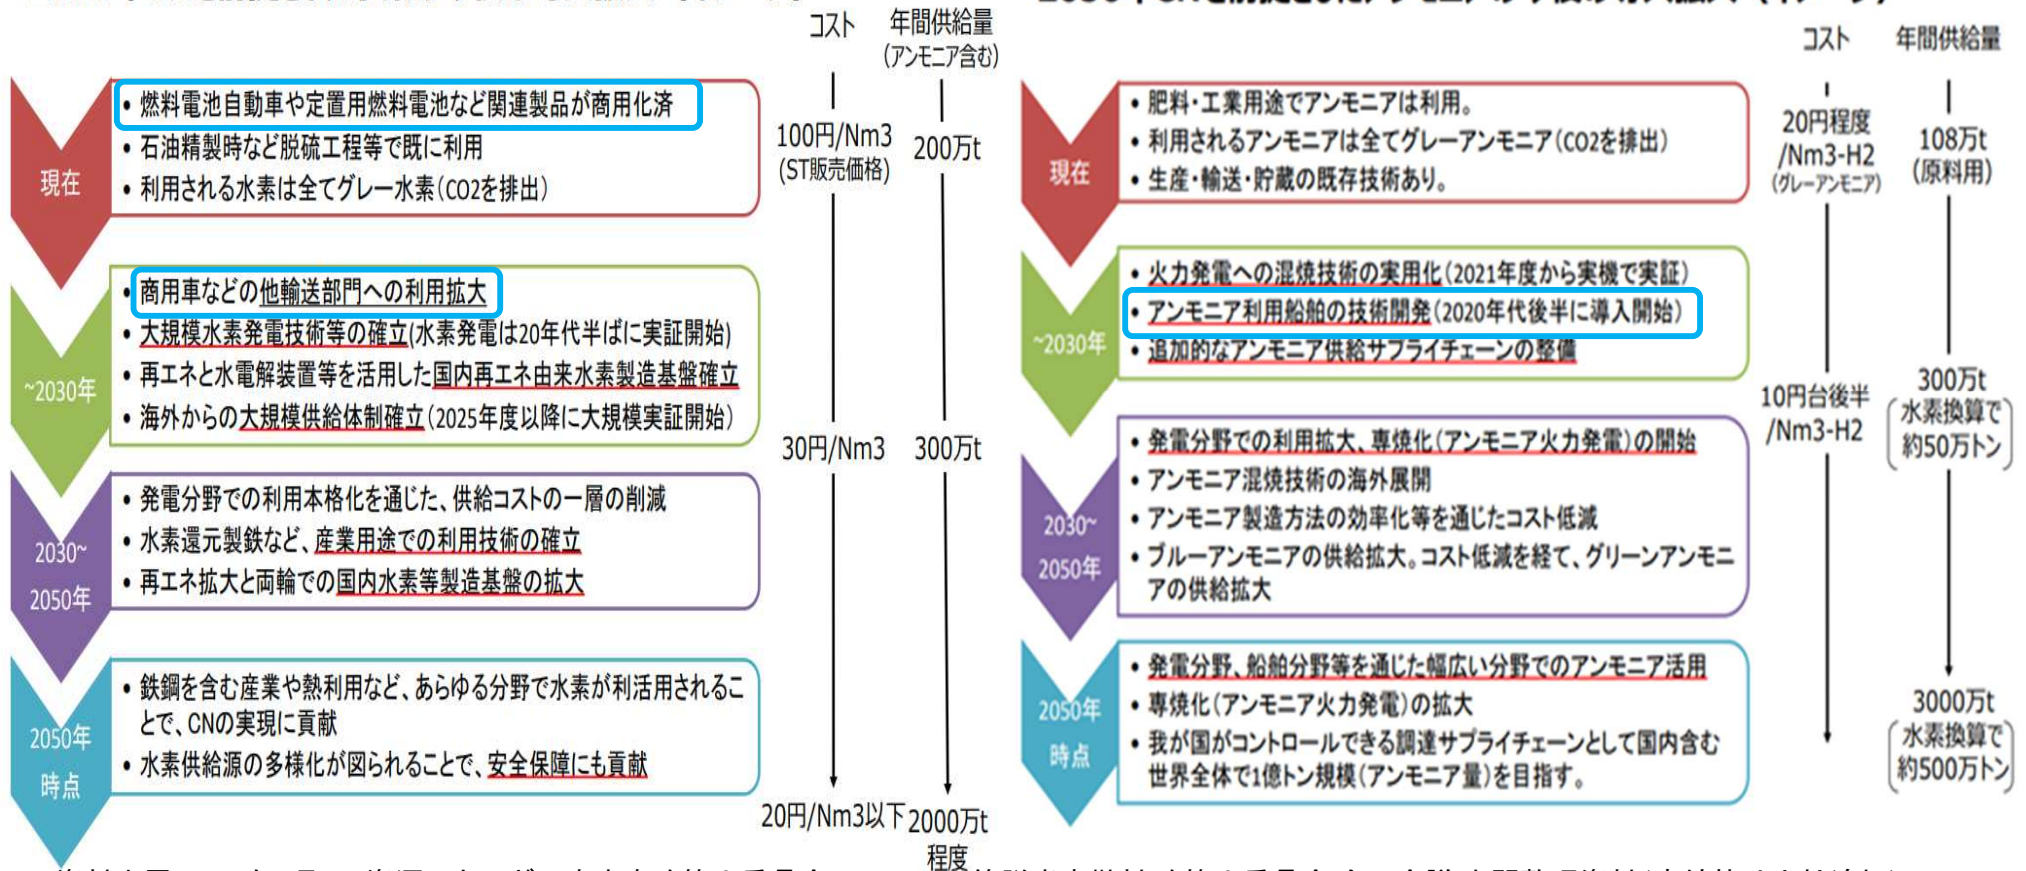 コスト
年間供給量
(アンモニア含む)
現在
• 燃料電池自動車や定置用燃料電池など関連製品が商用化済
• 石油精製時など脱硫工程等で既に利用
• 利用される水素は全てグレー水素(CO2を排出)
100円/Nm3
(ST販売価格)
200万t
~2030年
• 商用車などの他輸送部門への利用拡大
• 大規模水素発電技術等の確立(水素発電は20年代半ばに実証開始)
• 再エネと水電解装置等を活用した国内再エネ由来水素製造基盤確立
• 海外からの大規模供給体制確立(2025年度以降に大規模実証開始)
30円/Nm3
300万t
2030~
2050年
• 発電分野での利用本格化を通じた、供給コストの一層の削減
• 水素還元製鉄など、産業用途での利用技術の確立
• 再エネ拡大と両輪での国内水素等製造基盤の拡大
2050年
時点
• 鉄鋼を含む産業や熱利用など、あらゆる分野で水素が利活用されるこ
とで、CNの実現に貢献
• 水素供給源の多様化が図られることで、安全保障にも貢献
20円/Nm3以下
2000万t
程度
コスト
年間供給量
現在
• 肥料・工業用途でアンモニアは利用。
• 利用されるアンモニアは全てグレーアンモニア(CO2を排出)
• 生産・輸送・貯蔵の既存技術あり。
20円程度
/Nm3-H2
(グレーアンモニア)
108万t
(原料用)
~2030年
• 火力発電への混焼技術の実用化(2021年度から実機で実証)
• アンモニア利用船舶の技術開発(2020年代後半に導入開始)
• 追加的なアンモニア供給サプライチェーンの整備
10円台後半
/Nm3-H2
300万t
水素換算で
約50万トン
2030~
2050年
• 発電分野での利用拡大、専焼化(アンモニア火力発電)の開始
• アンモニア混焼技術の海外展開
• アンモニア製造方法の効率化等を通じたコスト低減
• ブルーアンモニアの供給拡大。コスト低減を経て、グリーンアンモニ
アの供給拡大
2050年
時点
• 発電分野、船舶分野等を通じた幅広い分野でのアンモニア活用
• 専焼化(アンモニア火力発電)の拡大
• 我が国がコントロールできる調達サプライチェーンとして国内含む
世界全体で1億トン規模(アンモニア量)を目指す。
3000万t
水素換算で
約500万トン